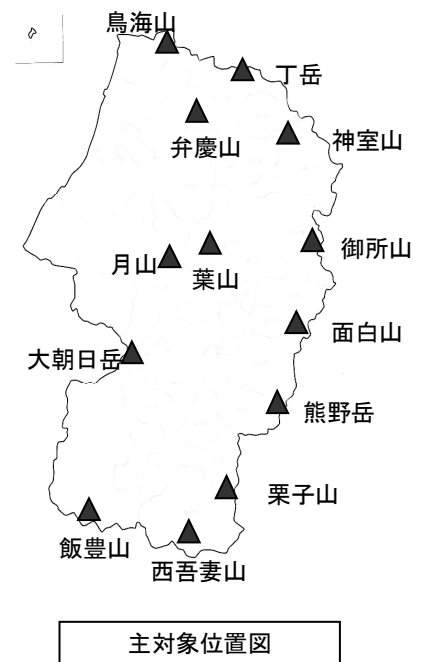 鳥海山
丁岳
弁慶山
神室山
御所山
月山
葉山
面白山
大朝日岳
熊野岳
栗子山
飯豊山
西吾妻山
主対象位置図